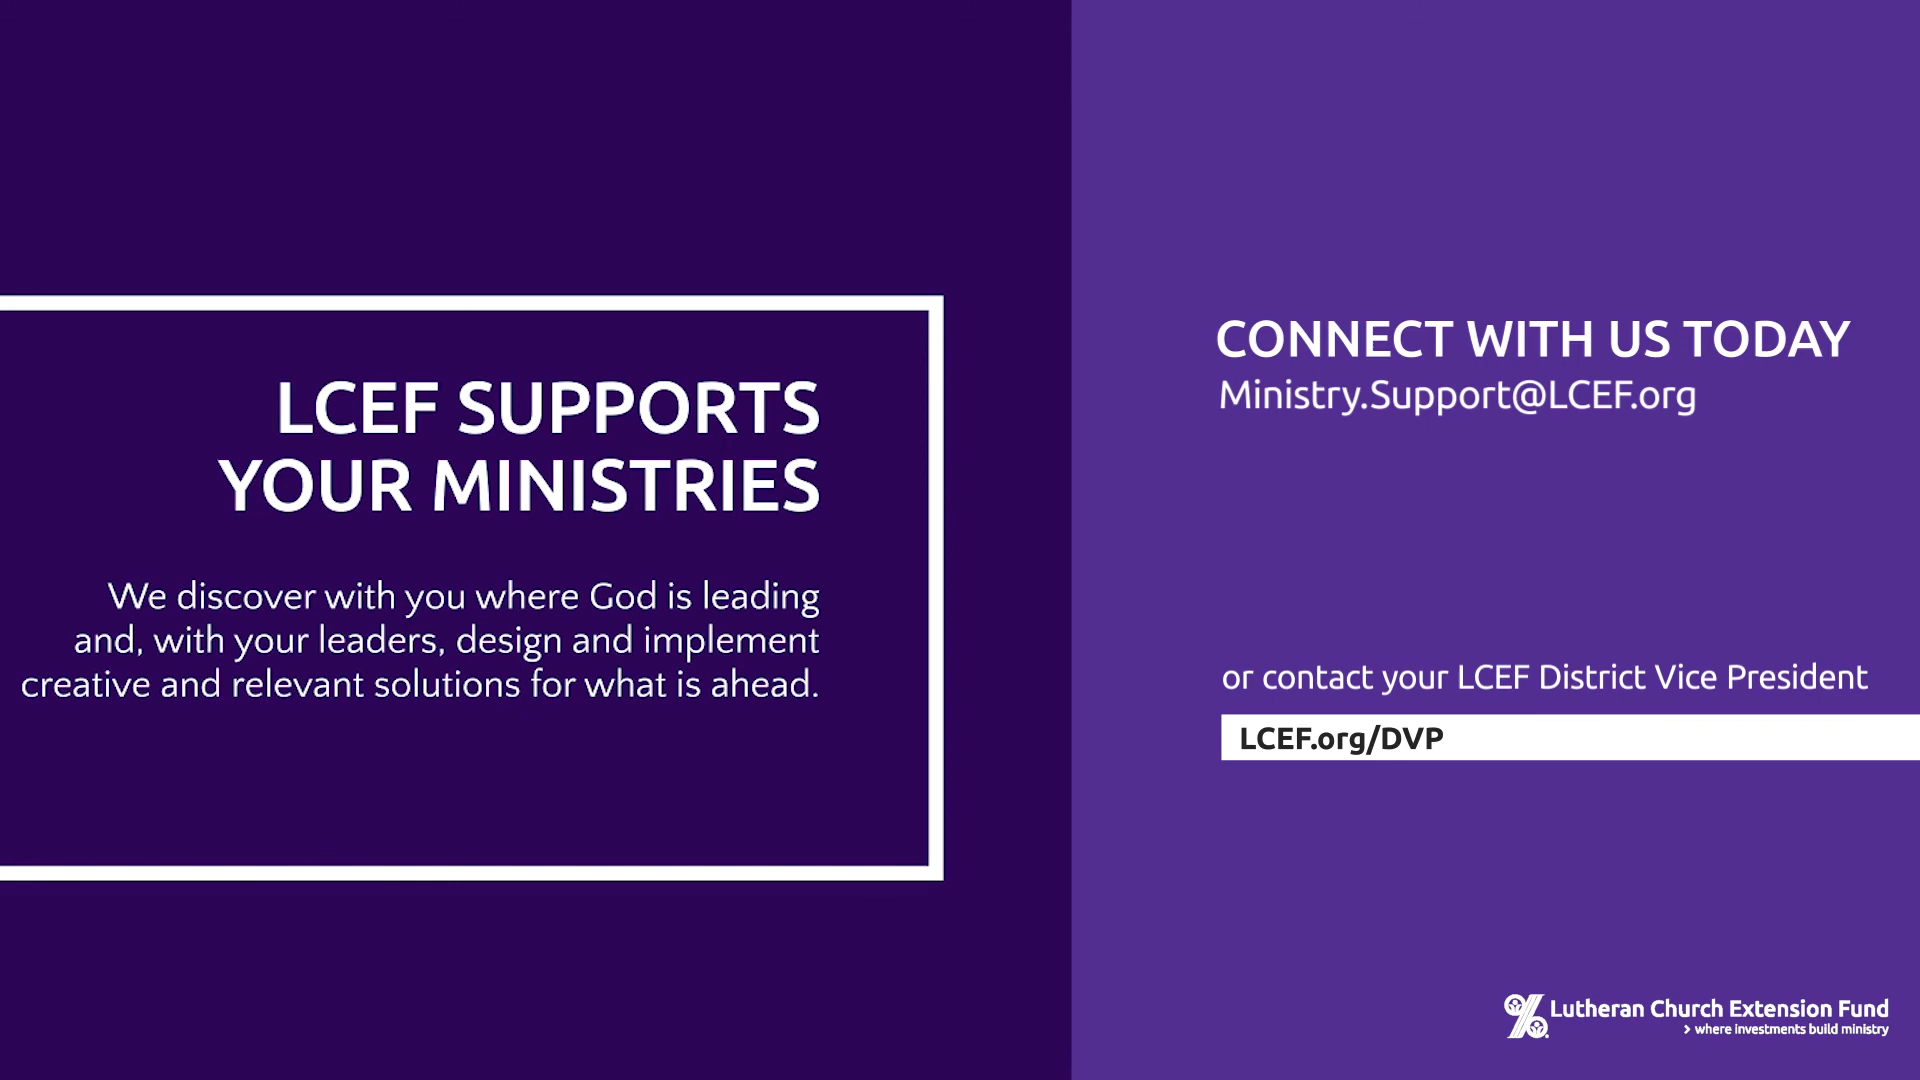 LCEF SUPPORTS
YOUR MINISTRIES
We discover with you where God is leading
and, with your leaders, design and implement
creative and relevant solutions for what is ahead.
CONNECT WITH US TODAY
Ministry.Support@LCEF.org
or contact your LCEF District Vice President
LCEF.org/DVP
Lutheran Church Extension Fund
> where investments build ministry